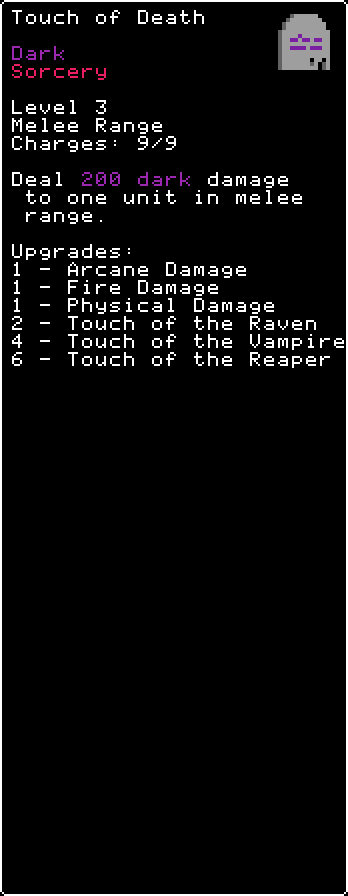 Touch of Death
Dark
Sorcery
Level 3
Melee Range
Charges: 9/9
Deal 200 dark damage
to one unit in melee
range.
Upgrades:
1 - Arcane Damage
1 - Fire Damage
1 - Physical Damage
2 - Touch of the Raven
4 - Touch of the Vampire
6 - Touch of the Reaper